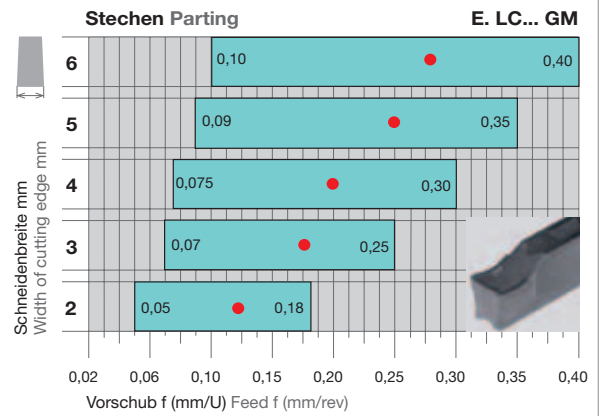 Stechen Parting E. LC... GM
Schneidenbreite mm
Width of cutting edge mm
6 0,10 0,40
5 0,09 0,35
4 0,075 0,30
3 0,07 0,25
2 0,05 0,18
0,02 0,06 0,10 0,15 0,20 0,25 0,30 0,35 0,40
Vorschub f (mm/U) Feed f (mm/rev)